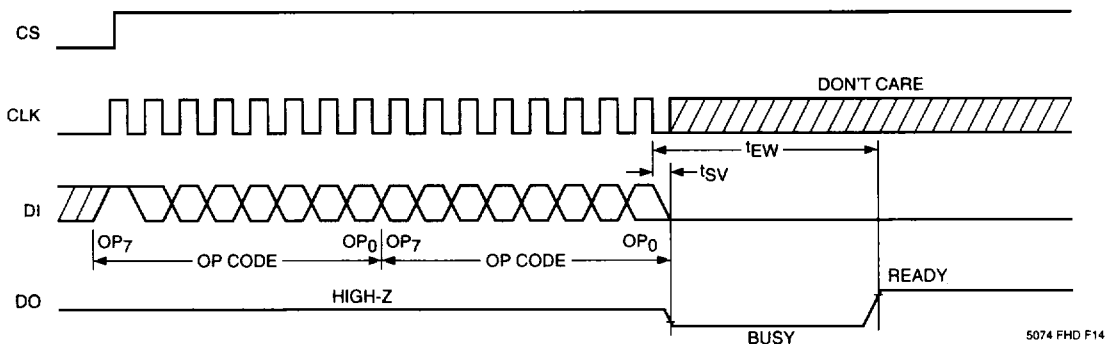 CS
DON'T CARE
CLK
tEW
tSV
DI
OP7 OP0 OP7 OP0
OP CODE OP CODE
READY
HIGH-Z
DO
BUSY
5074 FHD F14